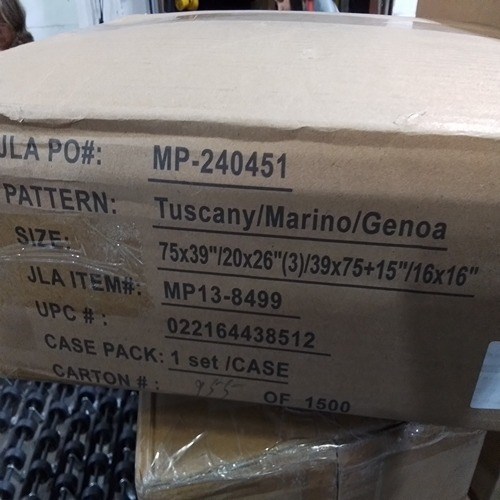 JLA PO#: MP-240451
PATTERN: Tuscany/Marino/Genoa
SIZE: 75x39"/20x26"(3)/39x75+15"/16x16"
JLA ITEM#: MP13-8499
UPC # : 022164438512
CASE PACK: 1 set /CASE
CARTON # : 955 OF 1500